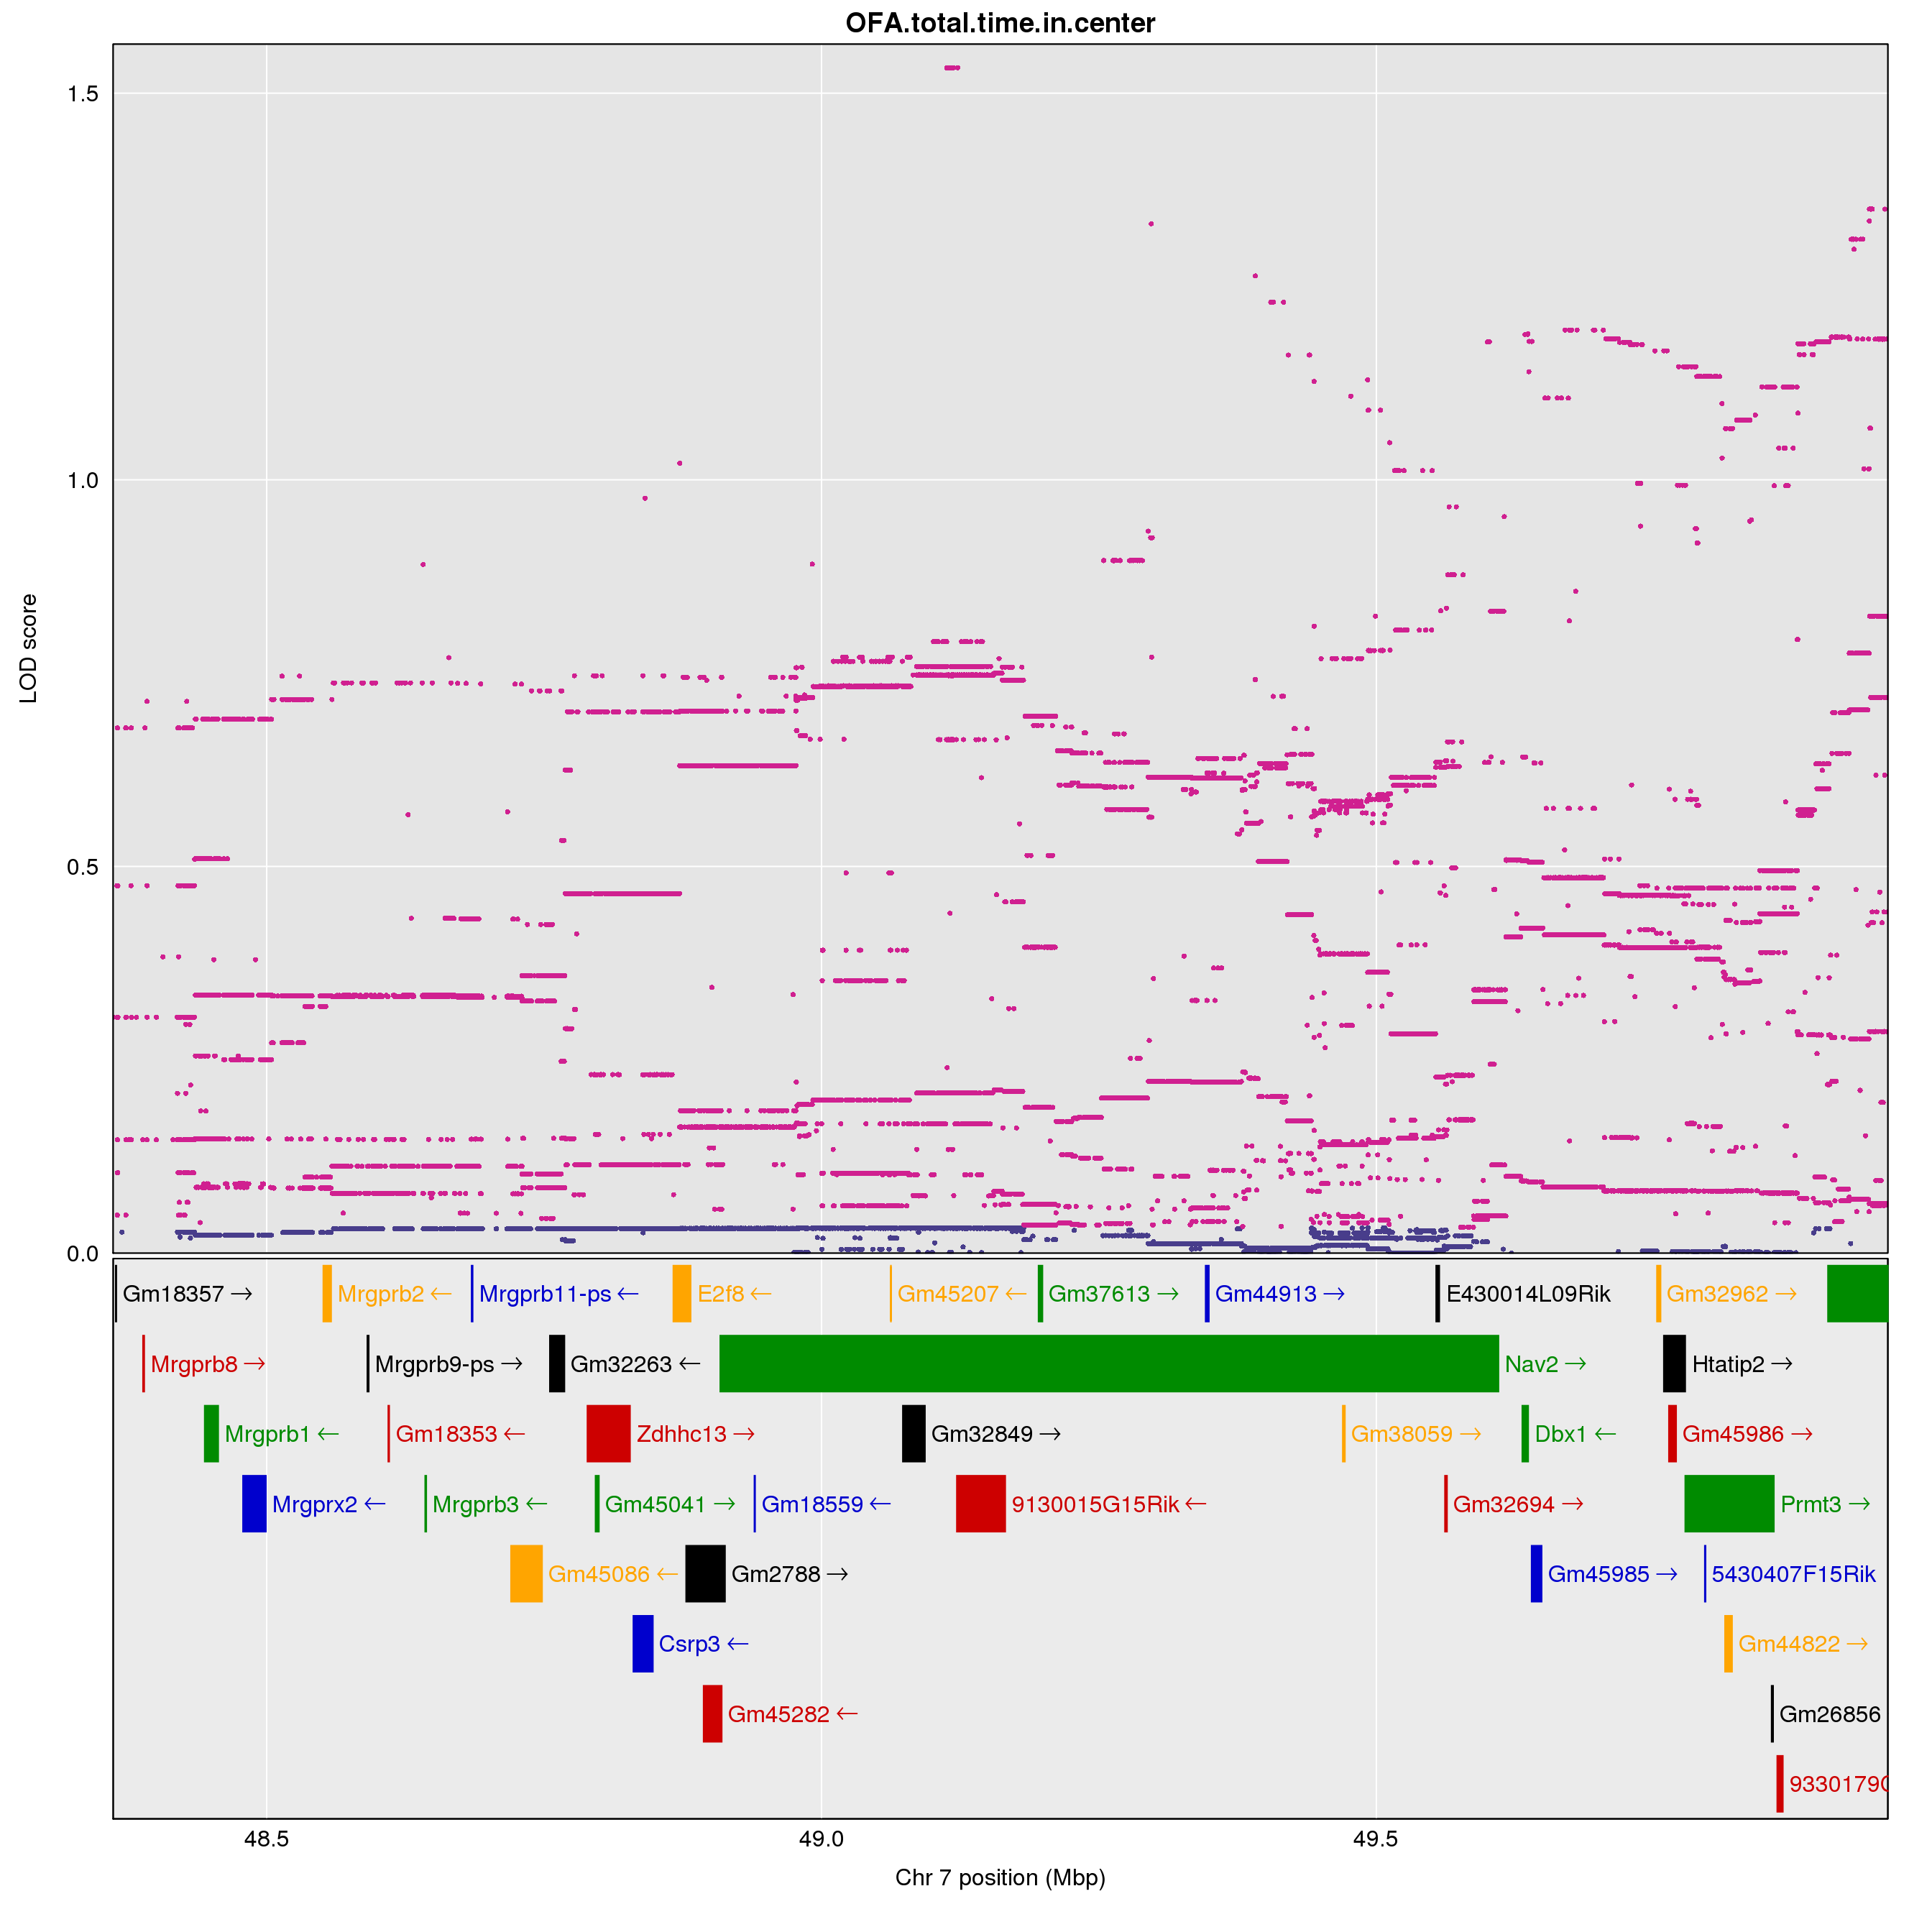 OFA.total.time.in.center
1.5
1.0
0.5
0.0
LOD score
Gm18357 → Mrgprb2 ← Mrgprb11-ps ← E2f8 ← Gm45207 ← Gm37613 → Gm44913 → E430014L09Rik Gm32962 →
Mrgprb8 → Mrgprb9-ps → Gm32263 ← Nav2 → Htatip2 →
Mrgprb1 ← Gm18353 ← Zdhhc13 → Gm32849 → Gm38059 → Dbx1 ← Gm45986 →
Mrgprx2 ← Mrgprb3 ← Gm45041 → Gm18559 ← 9130015G15Rik ← Gm32694 → Prmt3 →
Gm45086 ← Gm2788 → Gm45985 → 5430407F15Rik
Csrp3 ← Gm44822 →
Gm45282 ← Gm26856
9330179
48.5 49.0 49.5
Chr 7 position (Mbp)